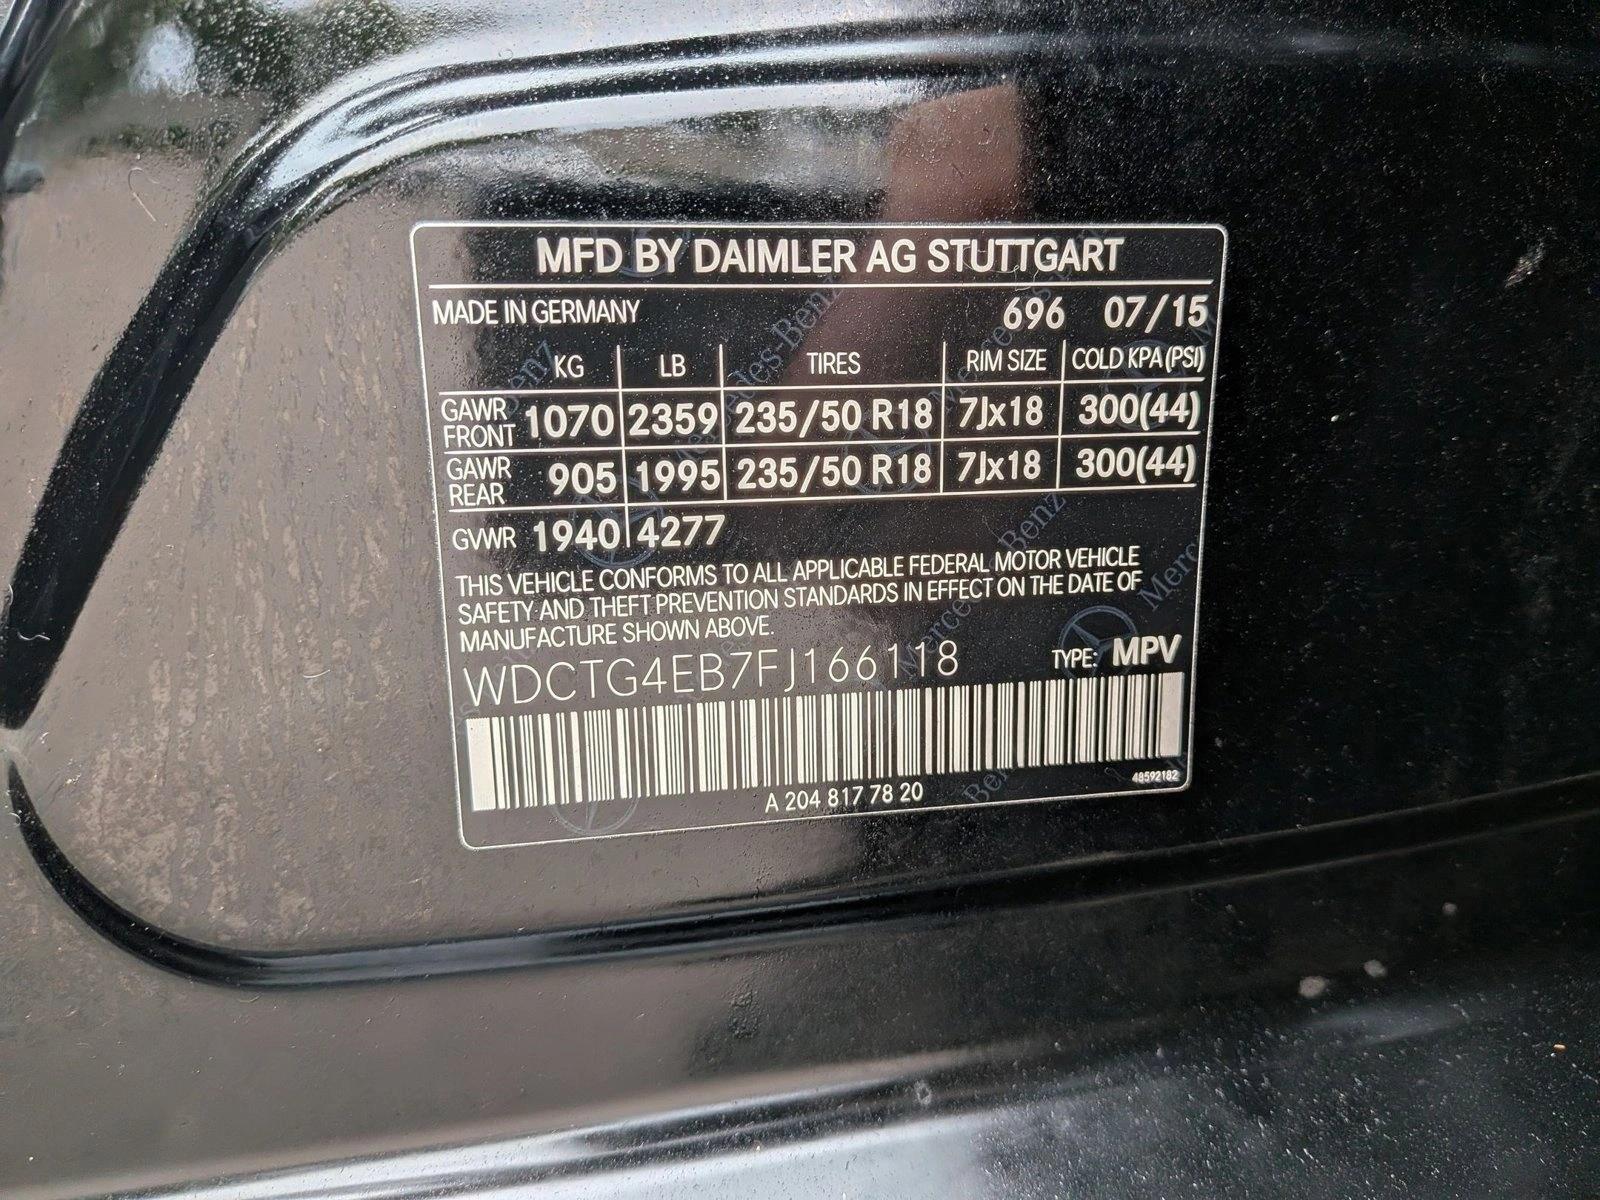 MFD BY DAIMLER AG STUTTGART
MADE IN GERMANY 696 07/15
KG LB TIRES RIM SIZE COLD KPA (PSI)
GAWR FRONT 1070 2359 235/50 R18 7Jx18 300(44)
GAWR REAR 905 1995 235/50 R18 7Jx18 300(44)
GVWR 1940 4277
THIS VEHICLE CONFORMS TO ALL APPLICABLE FEDERAL MOTOR VEHICLE
SAFETY AND THEFT PREVENTION STANDARDS IN EFFECT ON THE DATE OF
MANUFACTURE SHOWN ABOVE.
WDCTG4EB7FJ166118 TYPE: MPV
48592182
A 204 817 78 20